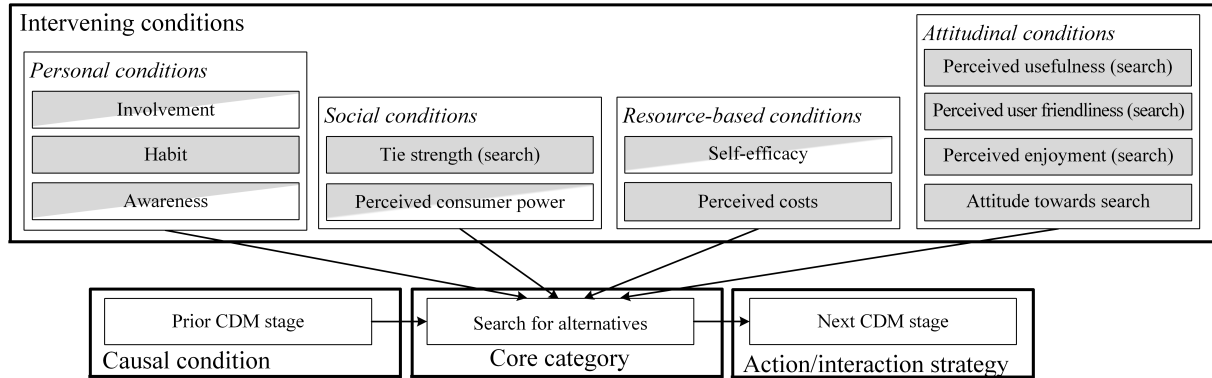 Intervening conditions
Personal conditions
Involvement
Habit
Awareness
Social conditions
Tie strength (search)
Perceived consumer power
Resource-based conditions
Self-efficacy
Perceived costs
Attitudinal conditions
Perceived usefulness (search)
Perceived user friendliness (search)
Perceived enjoyment (search)
Attitude towards search
Prior CDM stage
Causal condition
Search for alternatives
Core category
Next CDM stage
Action/interaction strategy